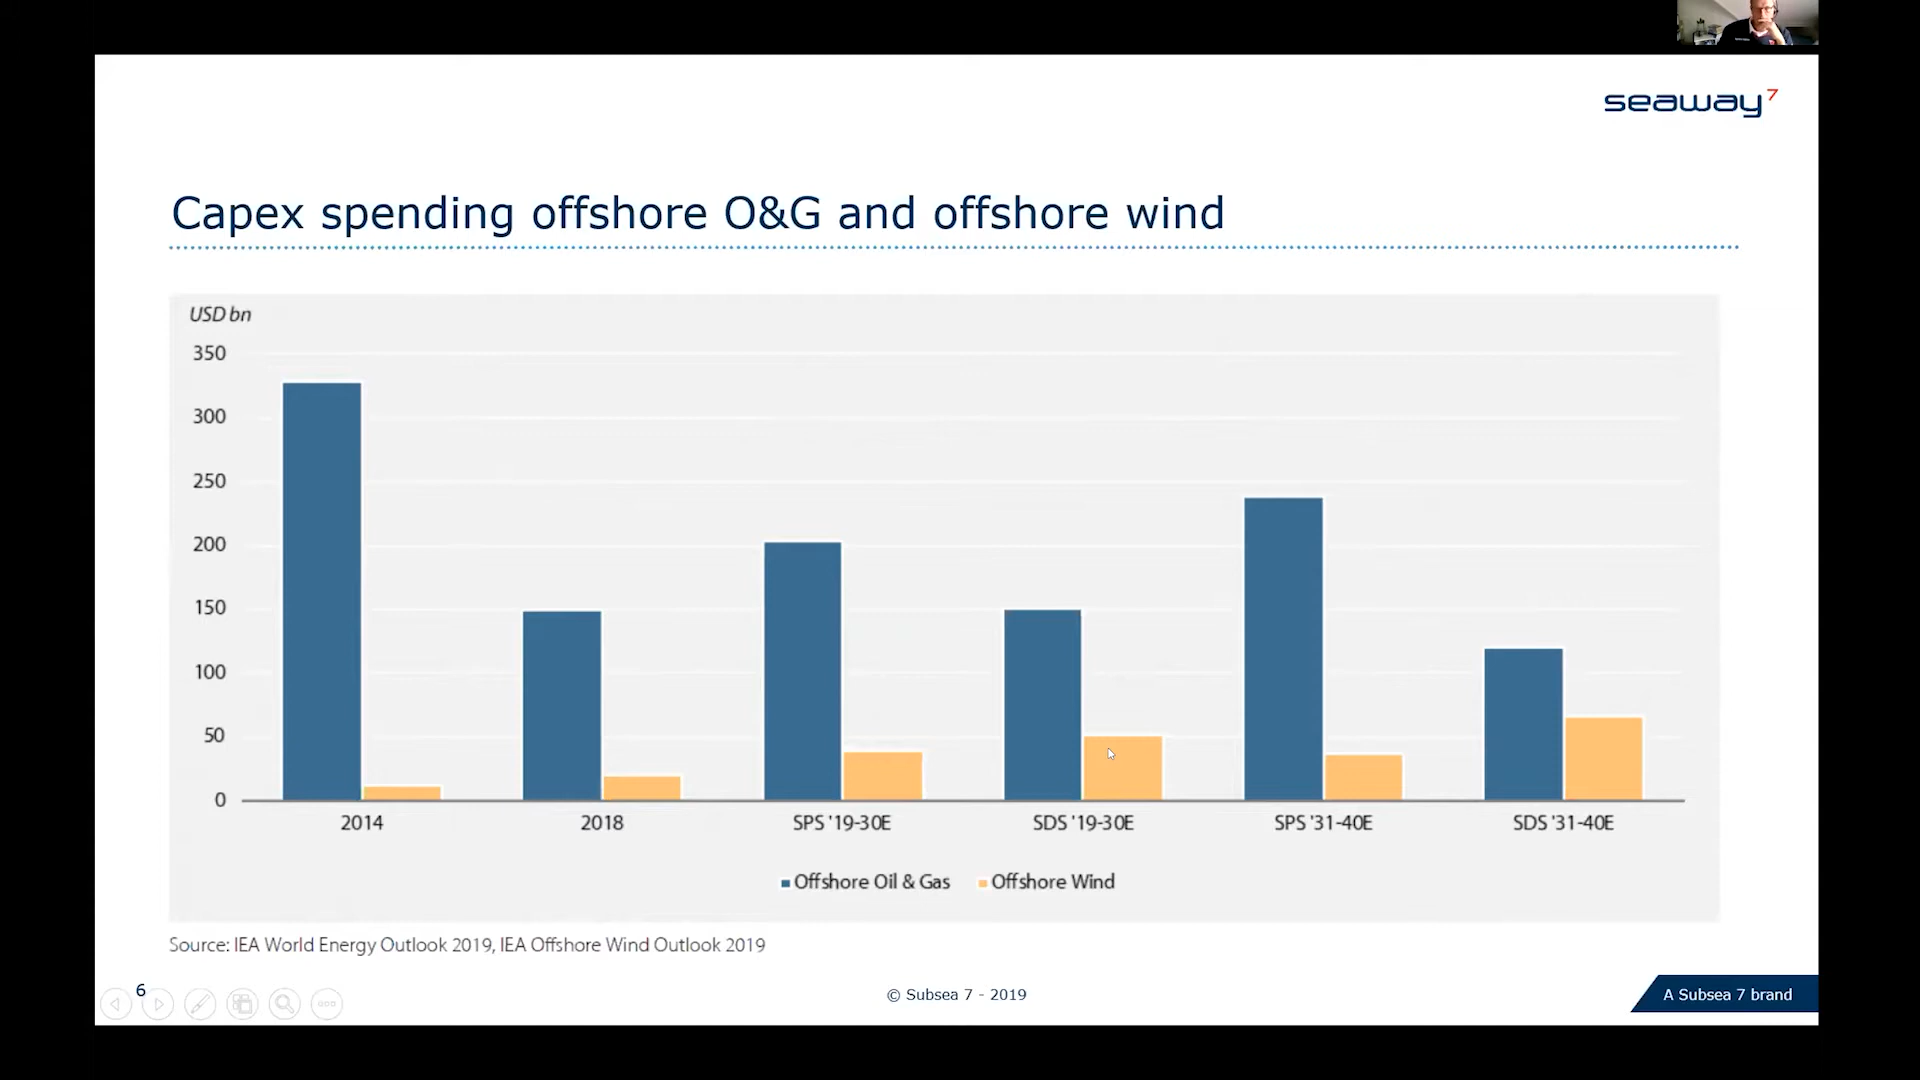 seaway7
Capex spending offshore O&G and offshore wind
USD bn
350
300
250
200
150
100
50
0
2014 2018 SPS '19-30E SDS '19-30E SPS '31-40E SDS '31-40E
Offshore Oil & Gas Offshore Wind
Source: IEA World Energy Outlook 2019, IEA Offshore Wind Outlook 2019
6
© Subsea 7 - 2019
A Subsea 7 brand